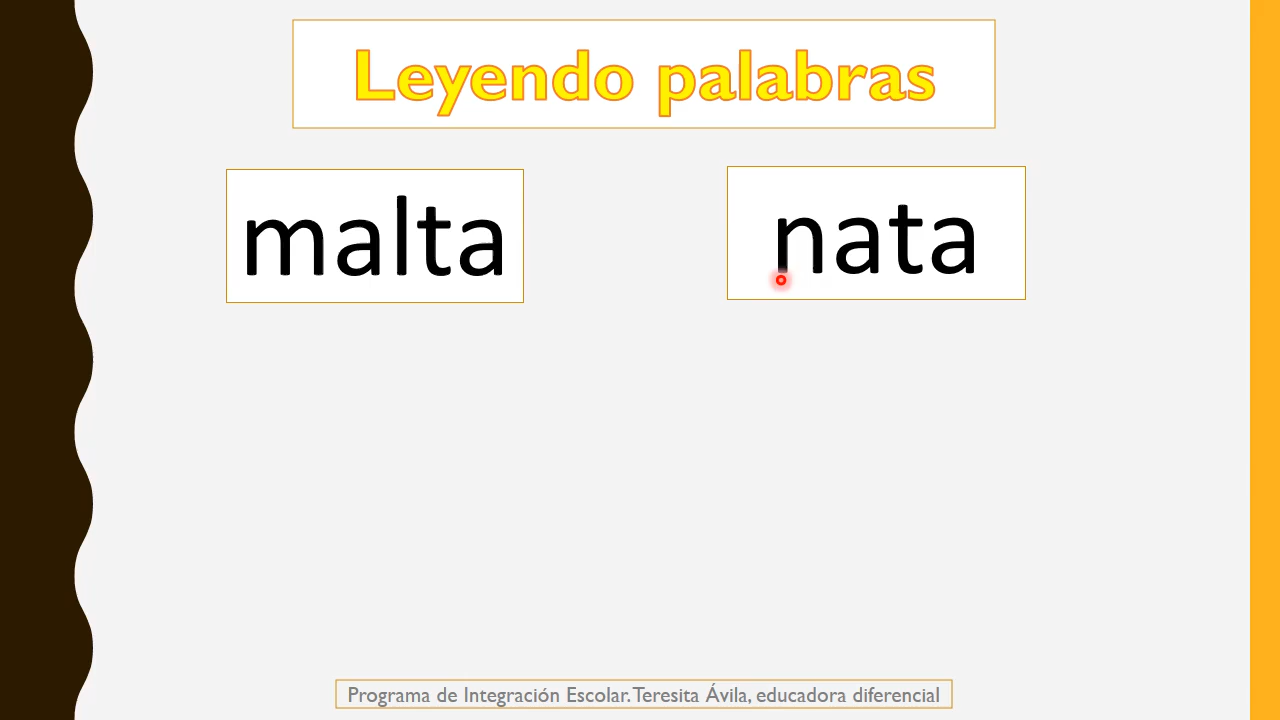 Leyendo palabras
malta
nata
Programa de Integración Escolar. Teresita Ávila, educadora diferencial